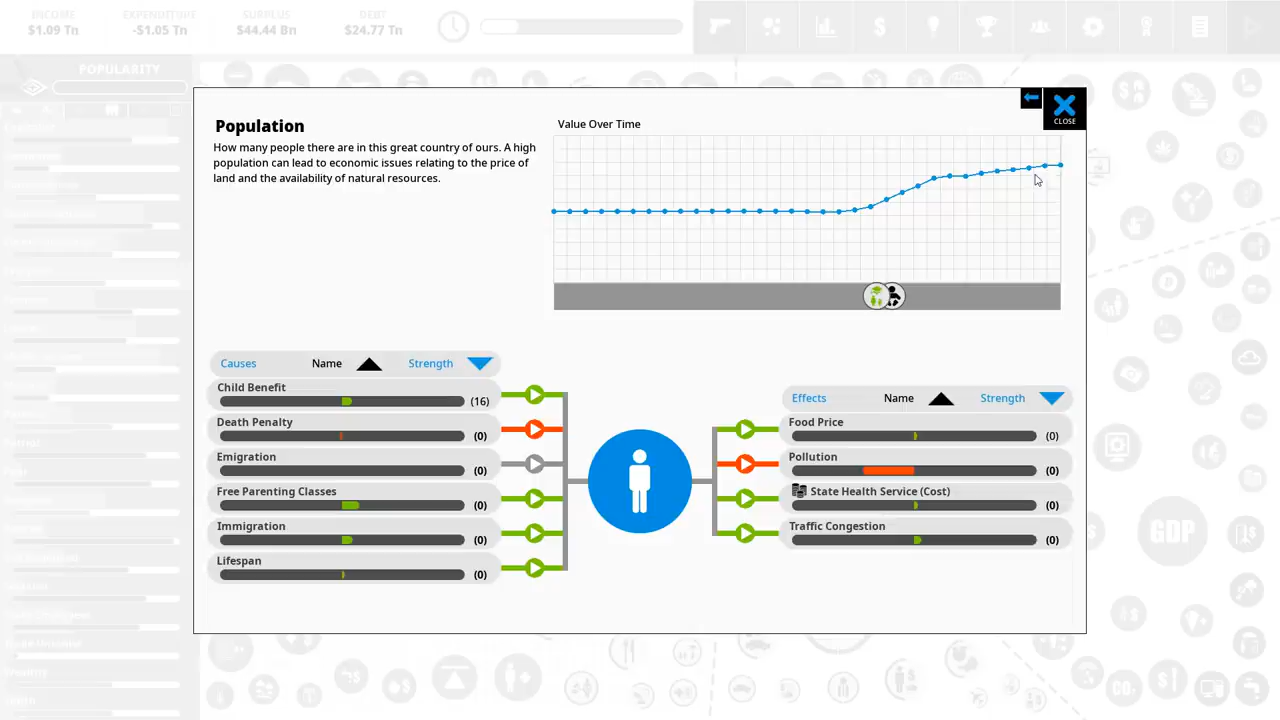 INCOME
EXPENDITURE
SURPLUS
DEBT
$1.09 Tn
-$1.05 Tn
$44.44 Bn
$24.77 Tn
POPULARITY
CLOSE
Population
How many people there are in this great country of ours. A high
population can lead to economic issues relating to the price of
land and the availability of natural resources.
Value Over Time
Causes
Name
Strength
Child Benefit
(16)
Death Penalty
(0)
Emigration
(0)
Free Parenting Classes
(0)
Immigration
(0)
Lifespan
(0)
Effects
Name
Strength
Food Price
(0)
Pollution
(0)
State Health Service (Cost)
(0)
Traffic Congestion
(0)
GDP